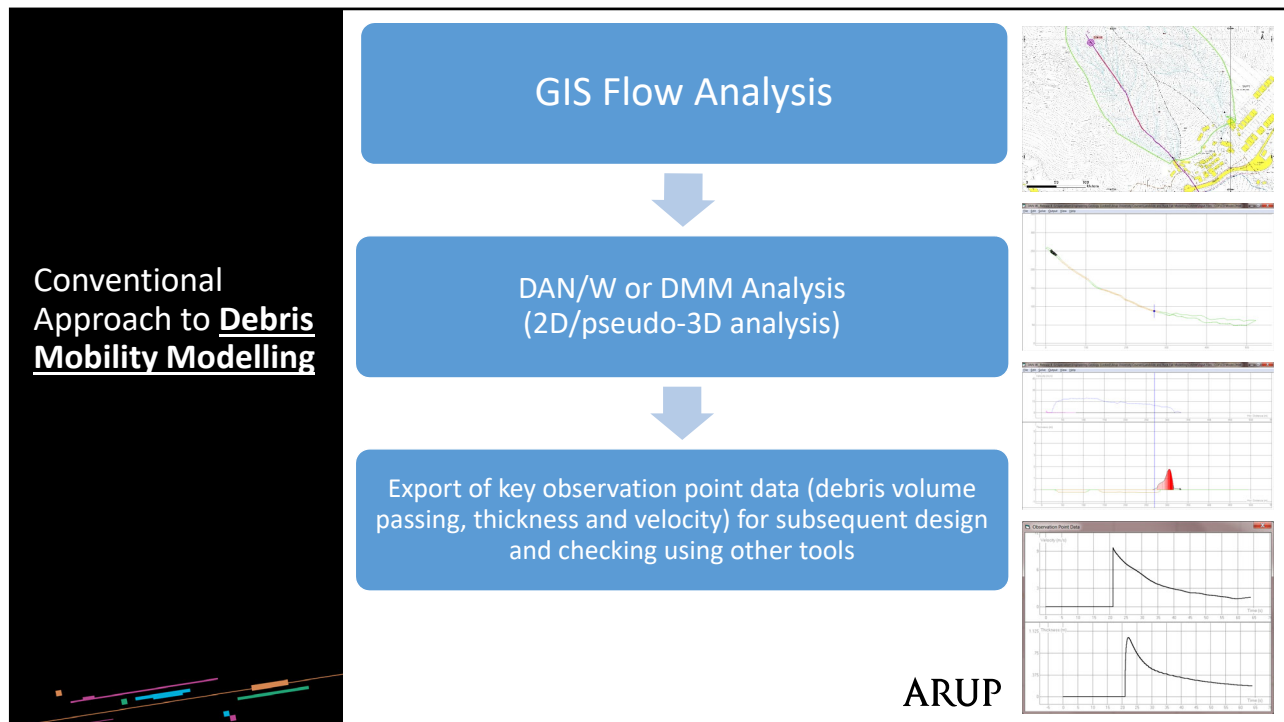 Conventional
Approach to Debris
Mobility Modelling
GIS Flow Analysis
DAN/W or DMM Analysis
(2D/pseudo-3D analysis)
Export of key observation point data (debris volume
passing, thickness and velocity) for subsequent design
and checking using other tools
Observation Point Data
Time (s)
Time (s)
ARUP